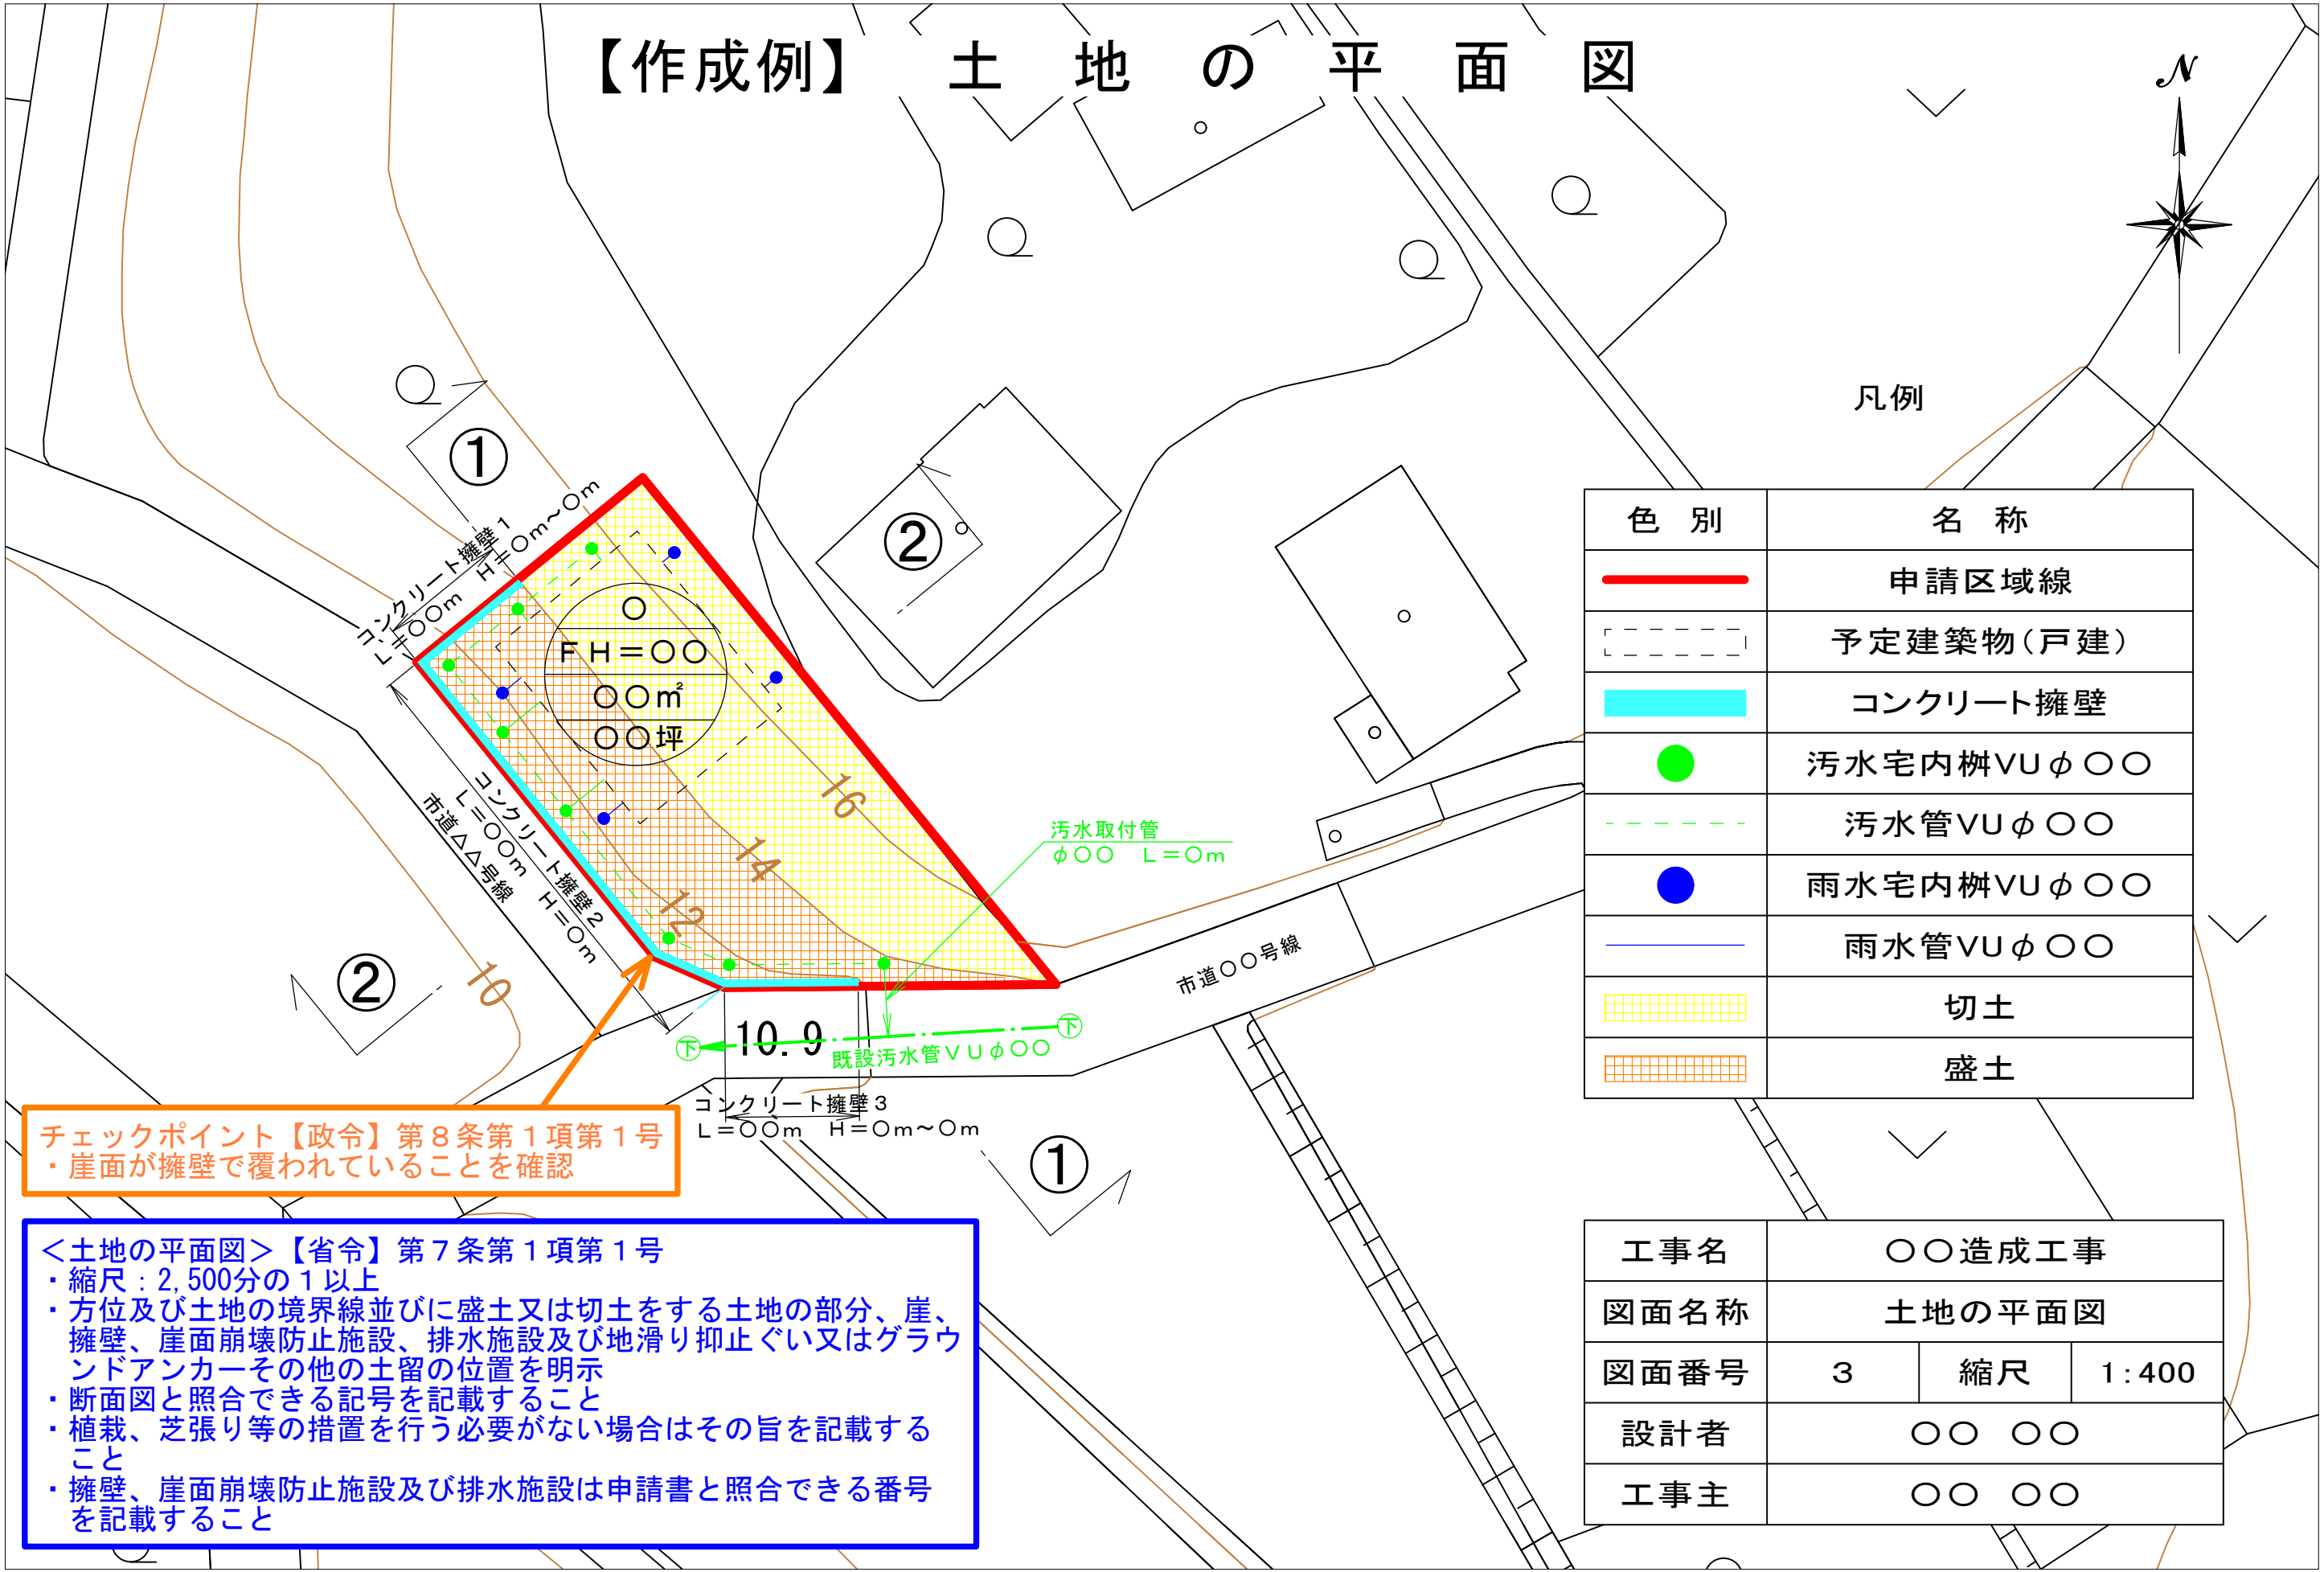 【作成例】　土　地　の　平　面　図
N
凡例
色　別　名　称
申請区域線
予定建築物(戸建)
コンクリート擁壁
汚水宅内桝VUφ〇〇
汚水管VUφ〇〇
雨水宅内桝VUφ〇〇
雨水管VUφ〇〇
切土
盛土
①
②
コンクリート擁壁１
L＝〇〇m　H＝〇m～〇m
〇
FH＝〇〇
〇〇㎡
〇〇坪
16
14
12
10
コンクリート擁壁２
L＝〇〇m　H＝〇m
市道△△号線
汚水取付管
φ〇〇　L＝〇m
市道〇〇号線
②
10.9
下
下
既設汚水管VUφ〇〇
コンクリート擁壁３
L＝〇〇m　H＝〇m～〇m
①
チェックポイント【政令】第８条第１項第１号
・崖面が擁壁で覆われていることを確認
＜土地の平面図＞【省令】第７条第１項第１号
・縮尺：2,500分の１以上
・方位及び土地の境界線並びに盛土又は切土をする土地の部分、崖、
擁壁、崖面崩壊防止施設、排水施設及び地滑り抑止ぐい又はグラウ
ンドアンカーその他の土留の位置を明示
・断面図と照合できる記号を記載すること
・植栽、芝張り等の措置を行う必要がない場合はその旨を記載する
こと
・擁壁、崖面崩壊防止施設及び排水施設は申請書と照合できる番号
を記載すること
工事名　〇〇造成工事
図面名称　土地の平面図
図面番号　3　縮尺　1:400
設計者　〇〇　〇〇
工事主　〇〇　〇〇